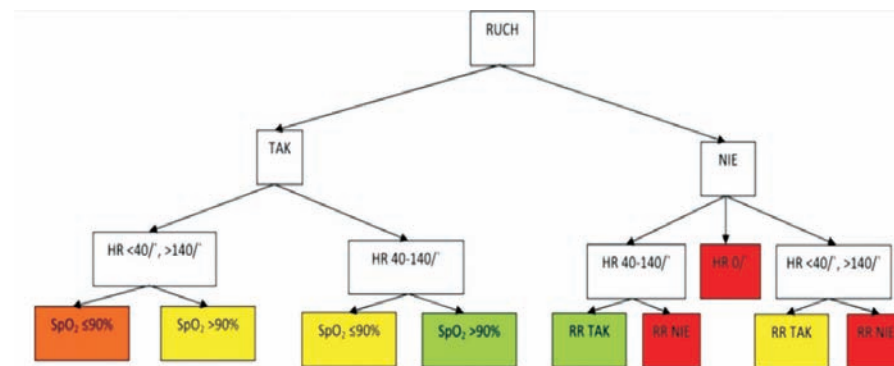 RUCH
TAK
NIE
HR <40/`, >140/`
HR 40-140/`
HR 40-140/`
HR 0/`
HR <40/`, >140/`
SpO₂ ≤90%
SpO₂ >90%
SpO₂ ≤90%
SpO₂ >90%
RR TAK
RR NIE
RR TAK
RR NIE